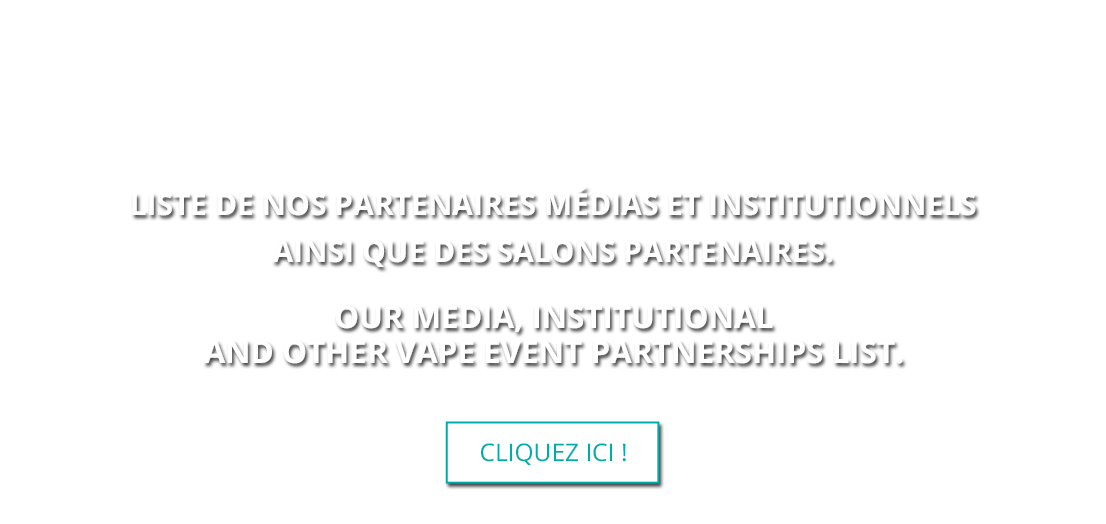 LISTE DE NOS PARTENAIRES MÉDIAS ET INSTITUTIONNELS
AINSI QUE DES SALONS PARTENAIRES.
OUR MEDIA, INSTITUTIONAL
AND OTHER VAPE EVENT PARTNERSHIPS LIST.
CLIQUEZ ICI !